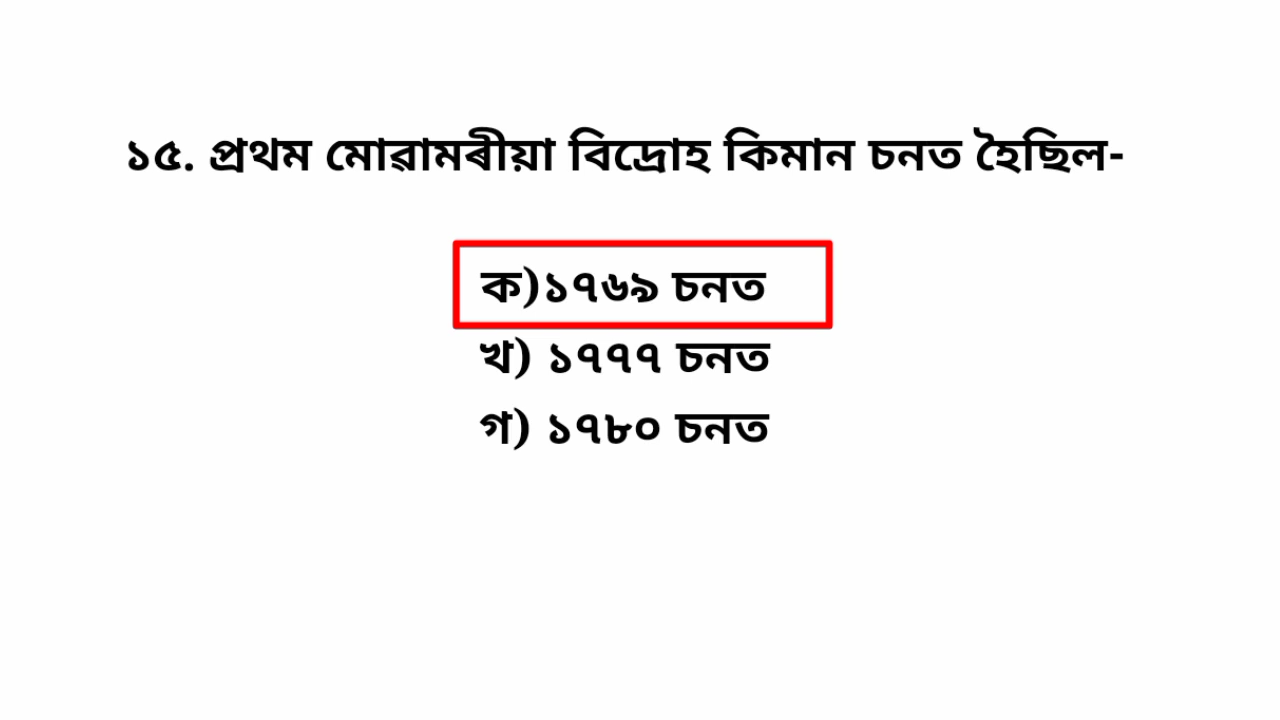 ১৫. প্ৰথম মোৱামৰীয়া বিদ্ৰোহ কিমান চনত হৈছিল-
ক)১৭৬৯ চনত
খ) ১৭৭৭ চনত
গ) ১৭৮০ চনত